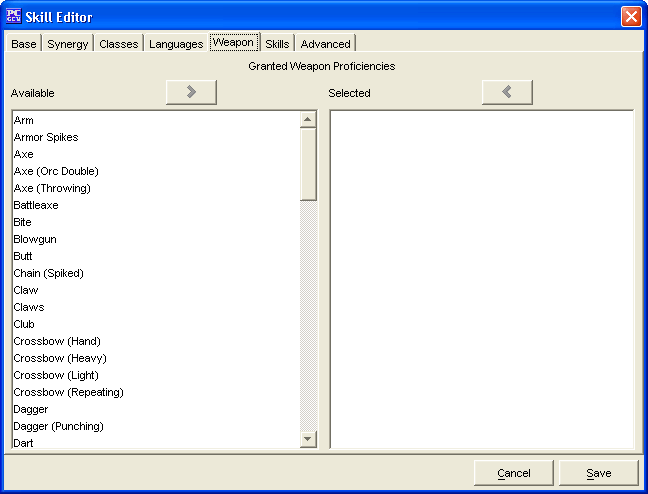 PC
GEN
Skill Editor
Base Synergy Classes Languages Weapon Skills Advanced
Granted Weapon Proficiencies
Available
Selected
Arm
Armor Spikes
Axe
Axe (Orc Double)
Axe (Throwing)
Battleaxe
Bite
Blowgun
Butt
Chain (Spiked)
Claw
Claws
Club
Crossbow (Hand)
Crossbow (Heavy)
Crossbow (Light)
Crossbow (Repeating)
Dagger
Dagger (Punching)
Dart
Cancel Save